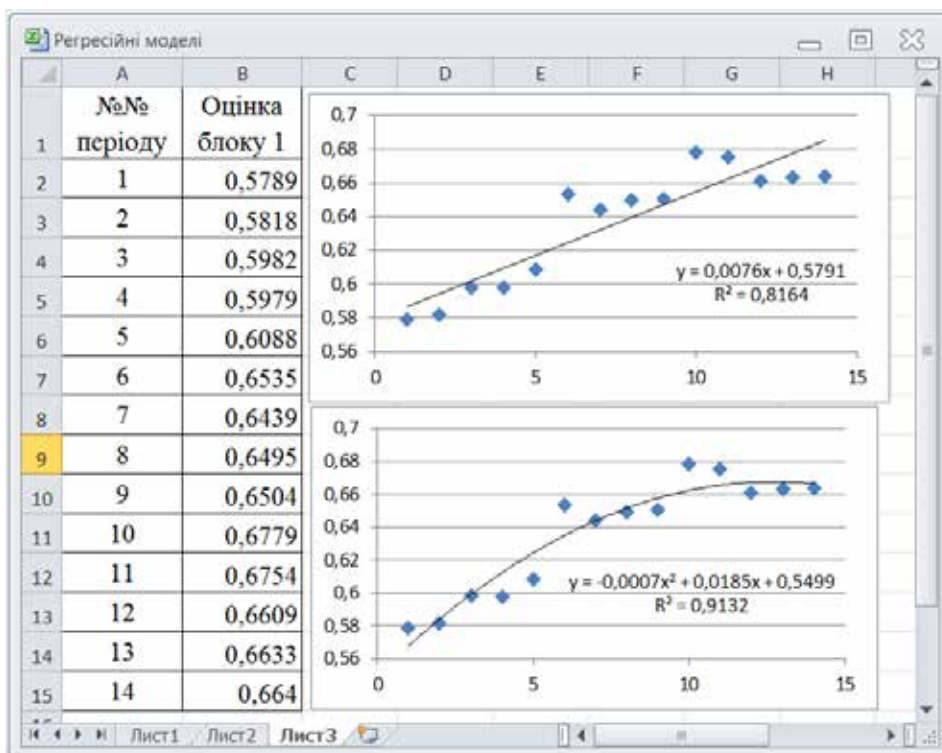 Регресійні моделі
A B C D E F G H
№№ Оцінка
1 періоду блоку 1
2 1 0,5789
3 2 0,5818
4 3 0,5982
5 4 0,5979
6 5 0,6088
7 6 0,6535
8 7 0,6439
9 8 0,6495
10 9 0,6504
11 10 0,6779
12 11 0,6754
13 12 0,6609
14 13 0,6633
15 14 0,664
0,7
0,68
0,66
0,64
0,62
0,6
0,58
0,56
y = 0,0076x + 0,5791
R² = 0,8164
0 5 10 15
0,7
0,68
0,66
0,64
0,62
0,6
0,58
0,56
y = -0,0007x² + 0,0185x + 0,5499
R² = 0,9132
0 5 10 15
Лист1 Лист2 Лист3